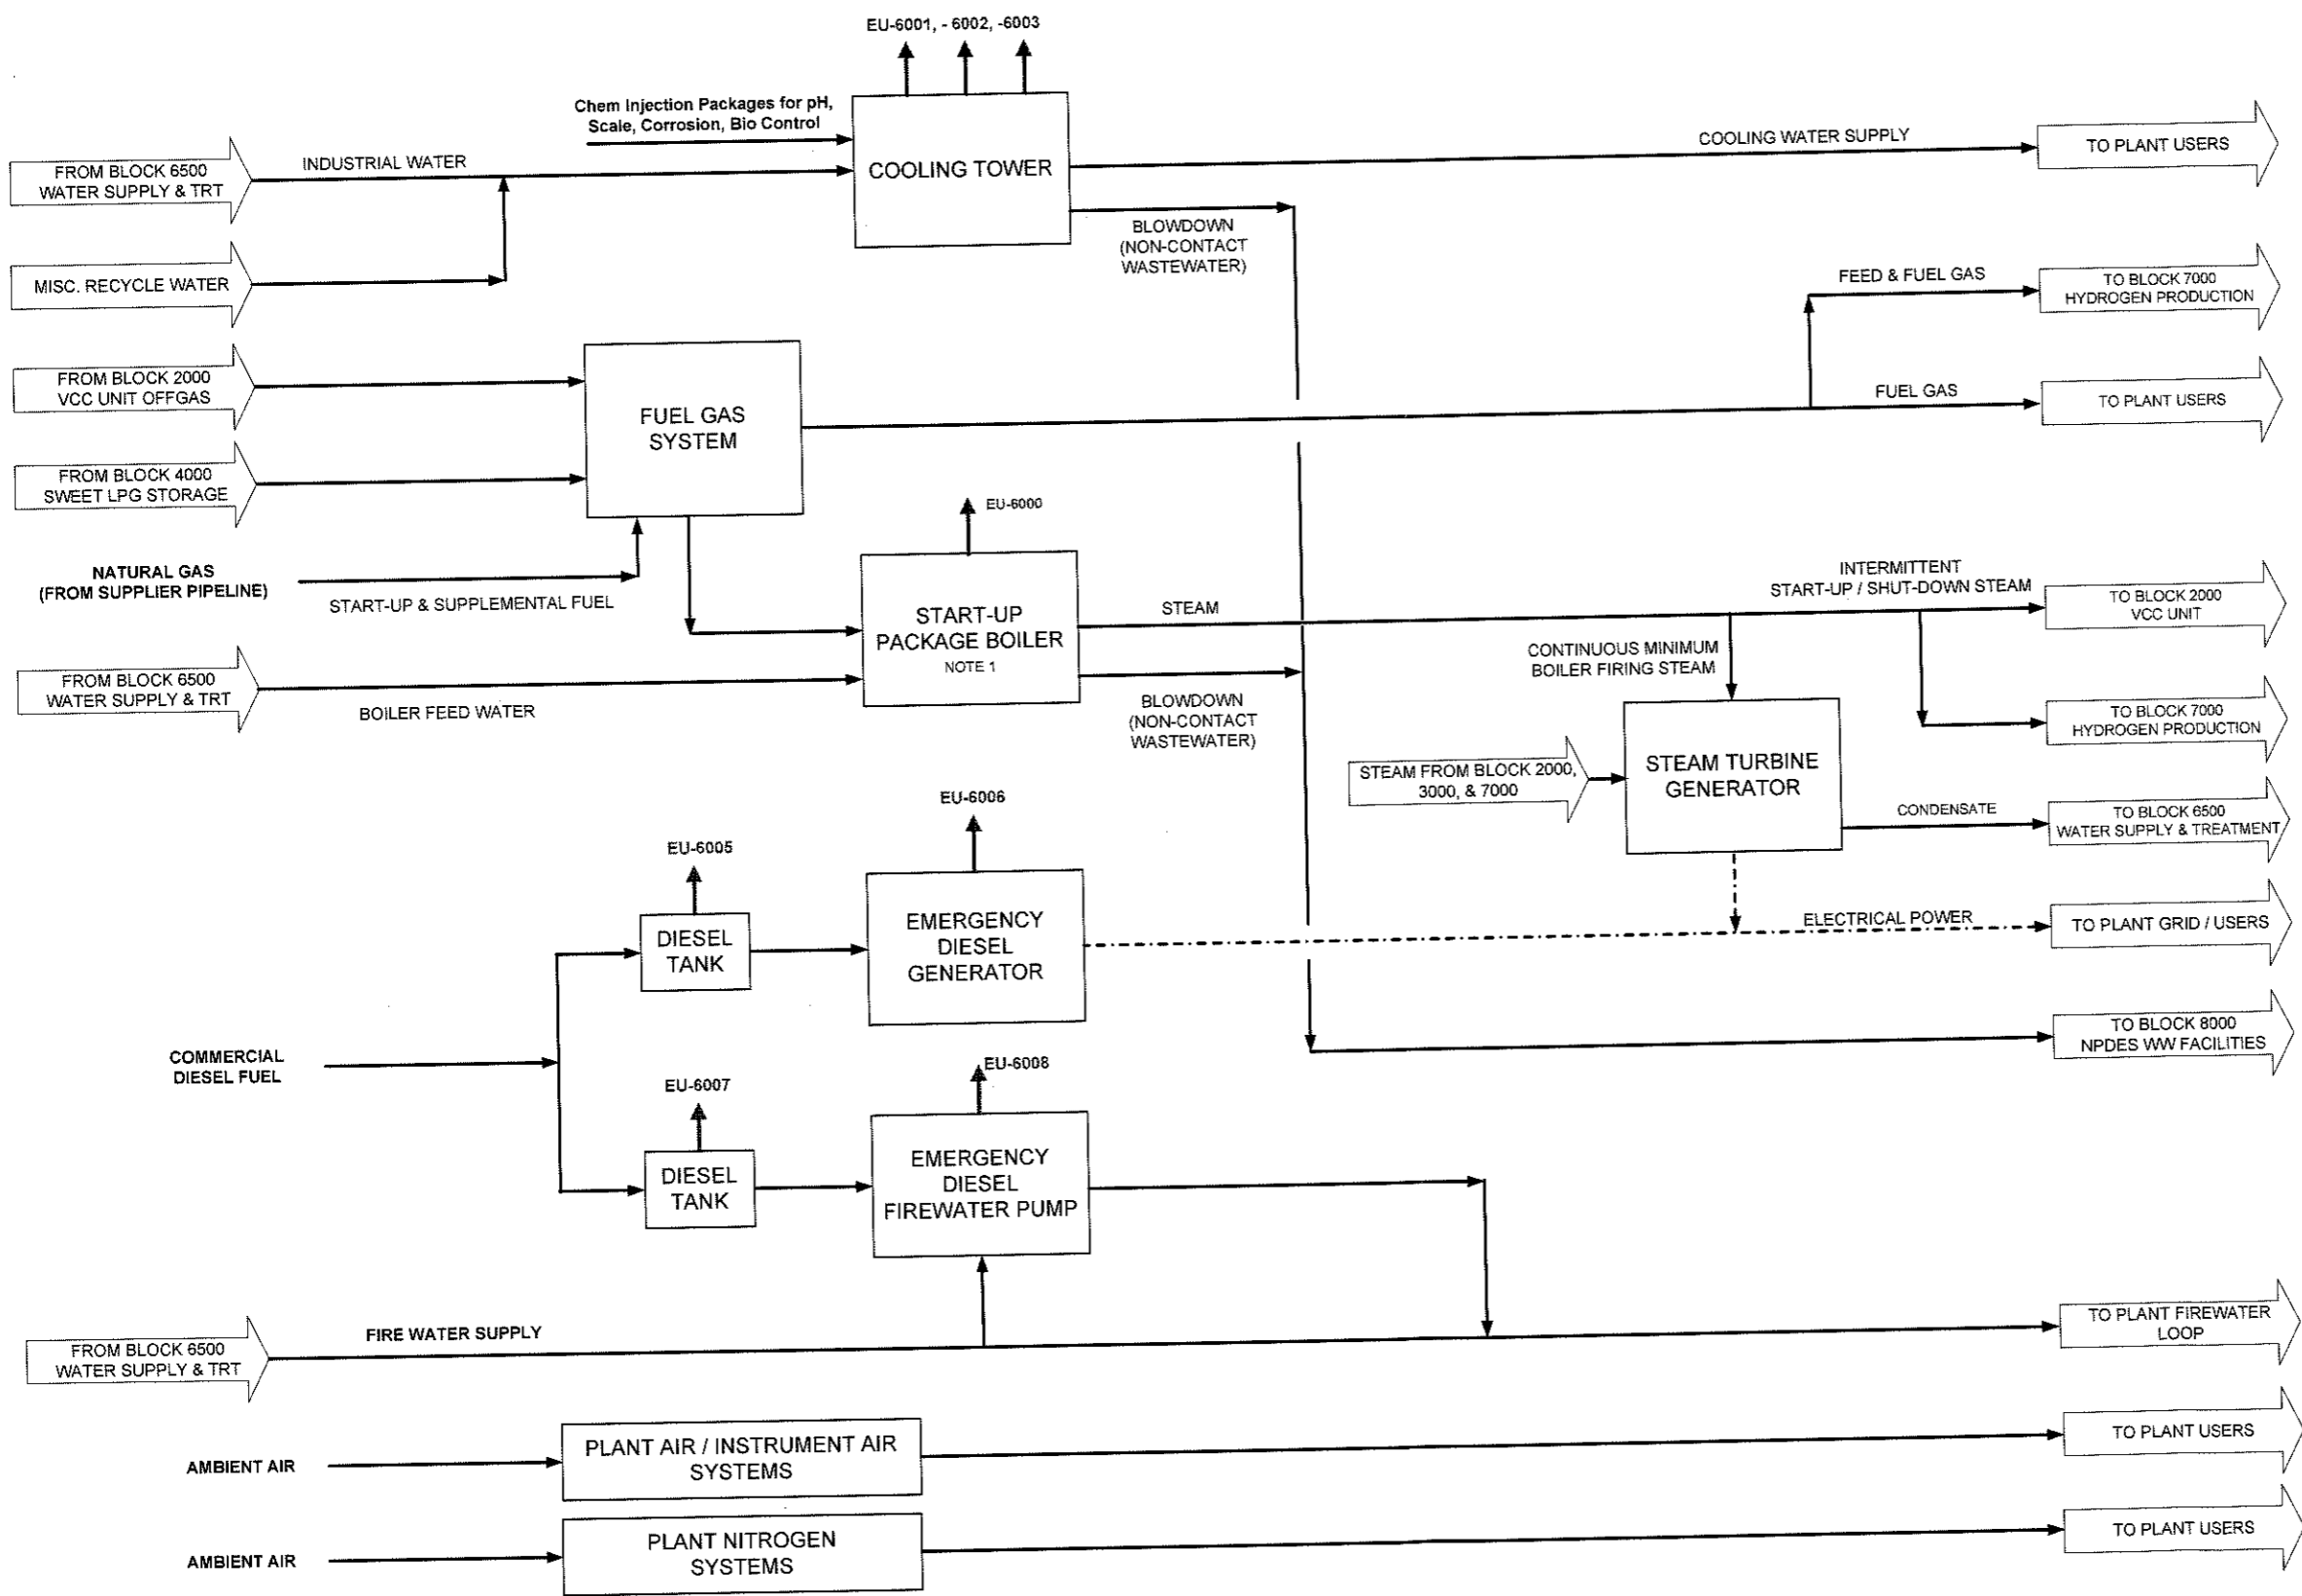 EU-6001, - 6002, -6003
Chem Injection Packages for pH,
Scale, Corrosion, Bio Control
COOLING TOWER
FROM BLOCK 6500
WATER SUPPLY & TRT
INDUSTRIAL WATER
COOLING WATER SUPPLY
TO PLANT USERS
BLOWDOWN
(NON-CONTACT
WASTEWATER)
MISC. RECYCLE WATER
FEED & FUEL GAS
TO BLOCK 7000
HYDROGEN PRODUCTION
FROM BLOCK 2000
VCC UNIT OFFGAS
FUEL GAS
SYSTEM
FUEL GAS
TO PLANT USERS
FROM BLOCK 4000
SWEET LPG STORAGE
EU-6000
NATURAL GAS
(FROM SUPPLIER PIPELINE)
START-UP & SUPPLEMENTAL FUEL
START-UP
PACKAGE BOILER
NOTE 1
STEAM
INTERMITTENT
START-UP / SHUT-DOWN STEAM
TO BLOCK 2000
VCC UNIT
CONTINUOUS MINIMUM
BOILER FIRING STEAM
FROM BLOCK 6500
WATER SUPPLY & TRT
BOILER FEED WATER
BLOWDOWN
(NON-CONTACT
WASTEWATER)
TO BLOCK 7000
HYDROGEN PRODUCTION
STEAM FROM BLOCK 2000,
3000, & 7000
STEAM TURBINE
GENERATOR
CONDENSATE
TO BLOCK 6500
WATER SUPPLY & TREATMENT
EU-6005
EU-6006
DIESEL
TANK
EMERGENCY
DIESEL
GENERATOR
ELECTRICAL POWER
TO PLANT GRID / USERS
TO BLOCK 8000
NPDES WW FACILITIES
COMMERCIAL
DIESEL FUEL
EU-6007
EU-6008
DIESEL
TANK
EMERGENCY
DIESEL
FIREWATER PUMP
FROM BLOCK 6500
WATER SUPPLY & TRT
FIRE WATER SUPPLY
TO PLANT FIREWATER
LOOP
AMBIENT AIR
PLANT AIR / INSTRUMENT AIR
SYSTEMS
TO PLANT USERS
AMBIENT AIR
PLANT NITROGEN
SYSTEMS
TO PLANT USERS